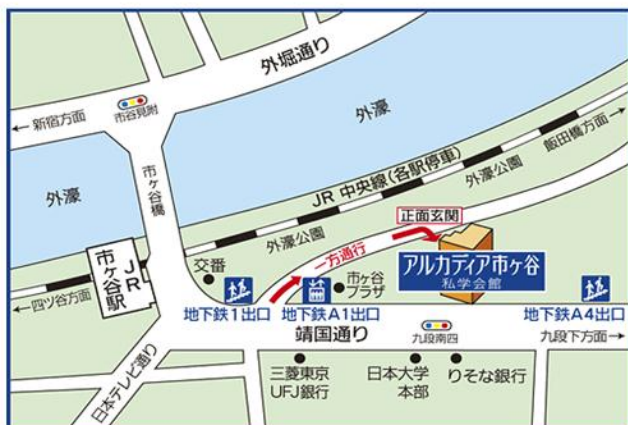 外堀通り
市谷見附
←新宿方面
外濠
飯田橋方面→
市ヶ谷橋
JR 中央線(各駅停車)
外濠公園
外濠
正面玄関
外濠公園
JR
市ヶ谷駅
交番
一方通行
アルカディア市ヶ谷
私学会館
市ヶ谷
プラザ
←四ツ谷方面
地下鉄1出口
地下鉄A1出口
地下鉄A4出口
靖国通り
九段南四
九段下方面→
日本テレビ通り
三菱東京
UFJ銀行
日本大学
本部
りそな銀行